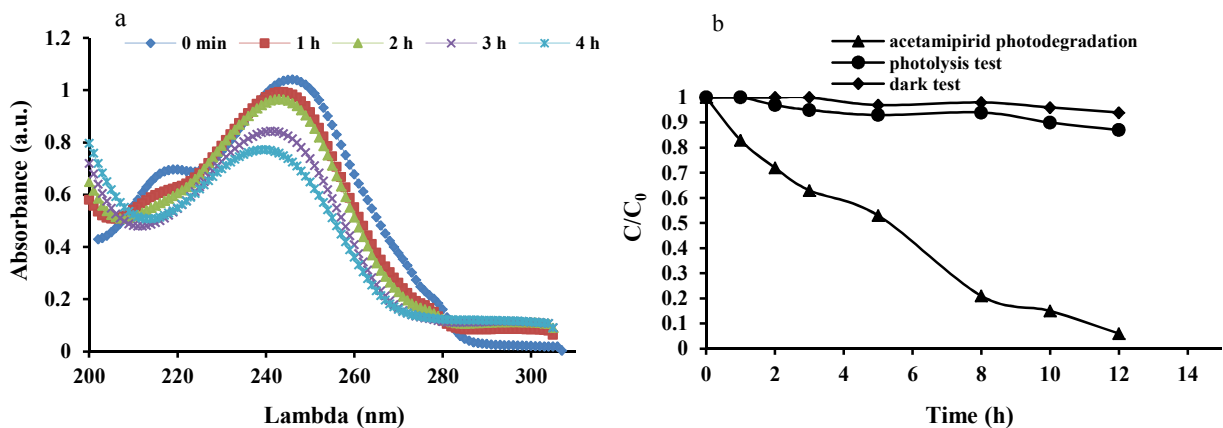 a
0 min 1 h 2 h 3 h 4 h
1.2
1
0.8
0.6
0.4
0.2
0
200 220 240 260 280 300
Absorbance (a.u.)
Lambda (nm)
b
acetamipirid photodegradation
photolysis test
dark test
1
0.9
0.8
0.7
0.6
0.5
0.4
0.3
0.2
0.1
0
0 2 4 6 8 10 12 14
C/C0
Time (h)